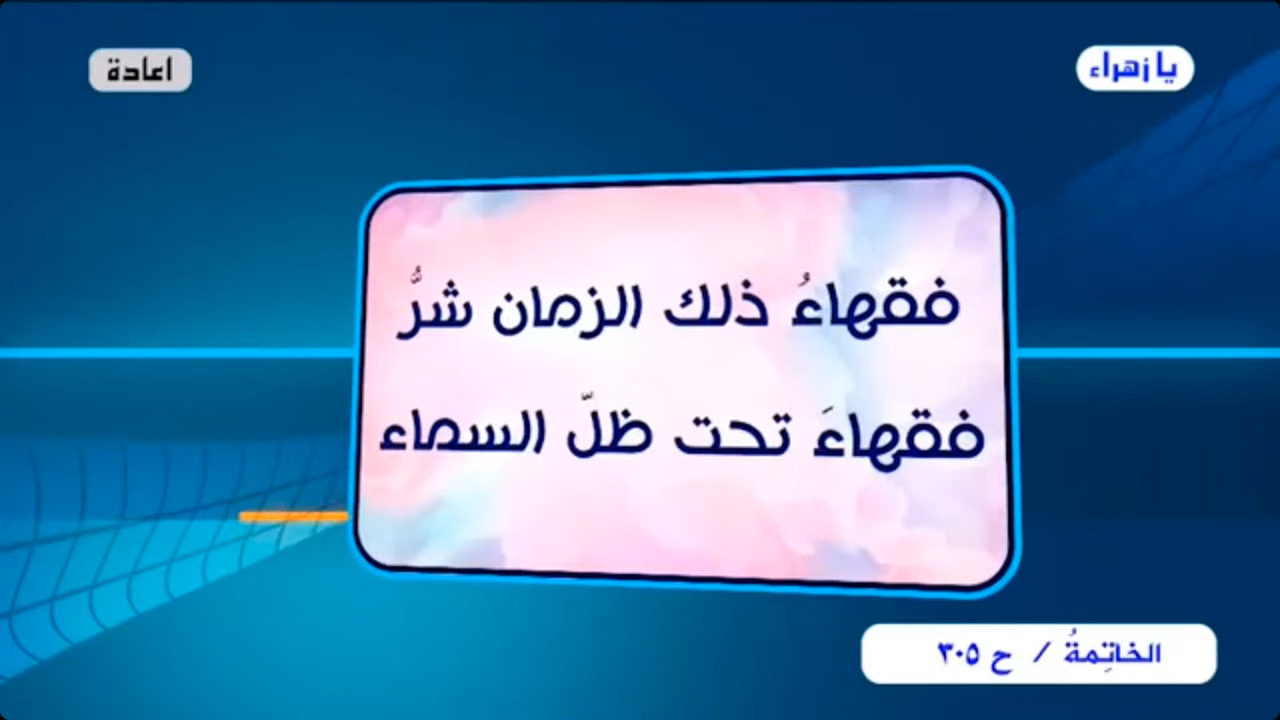 يا زهراء
اعادة
فقهاءُ ذلك الزمان شرُّ
فقهاءَ تحت ظلّ السماء
الخاتِمةُ / ح ٣٠٥